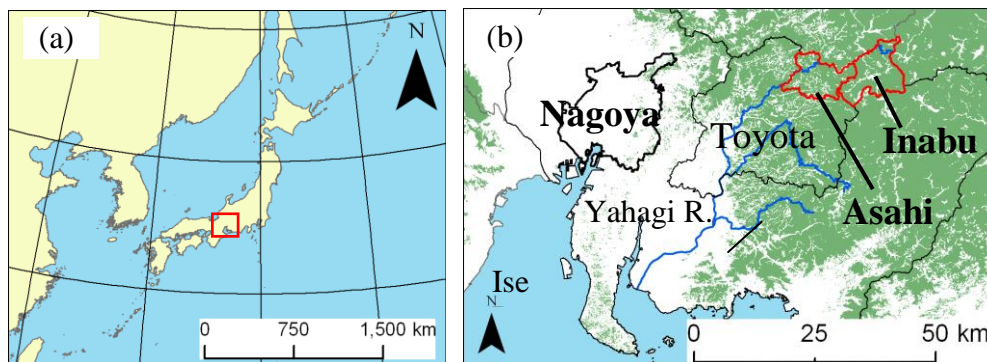 (a)
N
0 750 1,500 km
(b)
Nagoya
Toyota
Inabu
Asahi
Yahagi R.
Ise
N
0 25 50 km